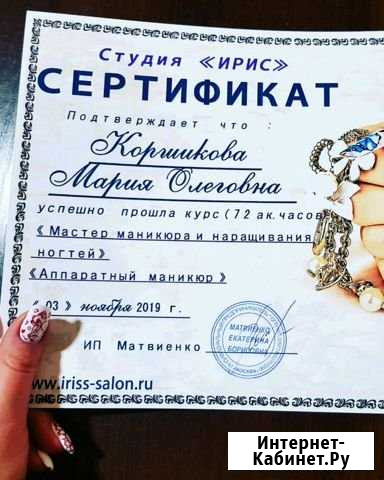 Студия «ИРИС»
СЕРТИФИКАТ
Подтверждает что :
Коршикова
Мария Олеговна
успешно прошла курс (72 ак.часов
«Мастер маникюра и наращивания
ногтей»
«Аппаратный маникюр»
« 03 » ноября 2019 г.
ИП Матвиенко
МАТВИЕНКО
ЕКАТЕРИНА
БОРИСОВНА
www.iriss-salon.ru
Интернет-
Кабинет.Ру